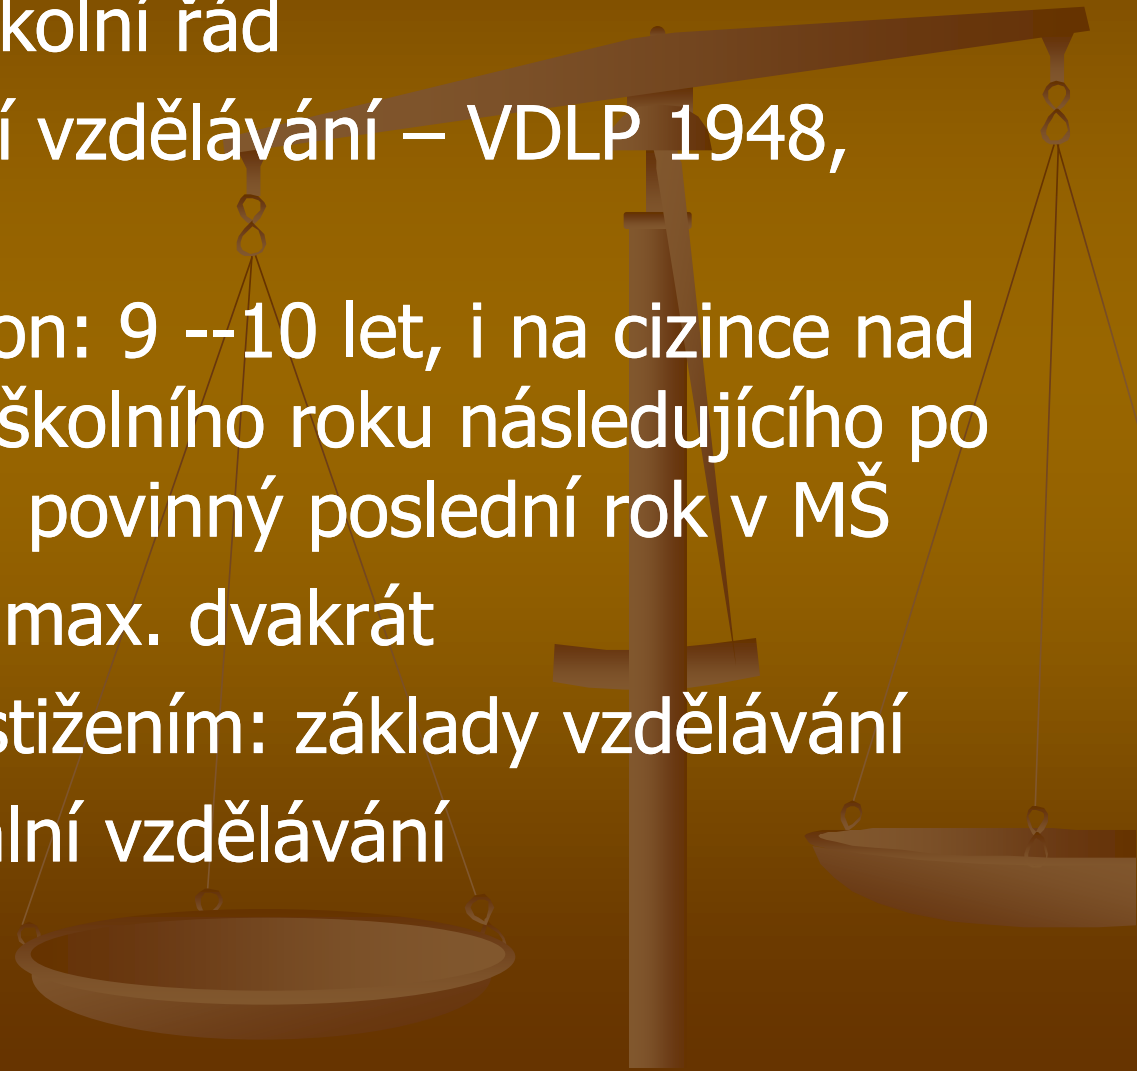 kolní řád
í vzdělávání – VDLP 1948,
on: 9 --10 let, i na cizince nad
školního roku následujícího po
povinný poslední rok v MŠ
max. dvakrát
stižením: základy vzdělávání
ální vzdělávání